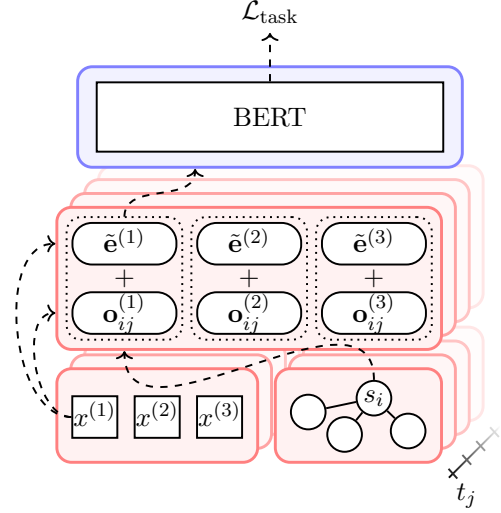 ℒ_task
BERT
ẽ^(1) ẽ^(2) ẽ^(3)
+ + +
o_ij^(1) o_ij^(2) o_ij^(3)
x^(1) x^(2) x^(3) s_i
t_j